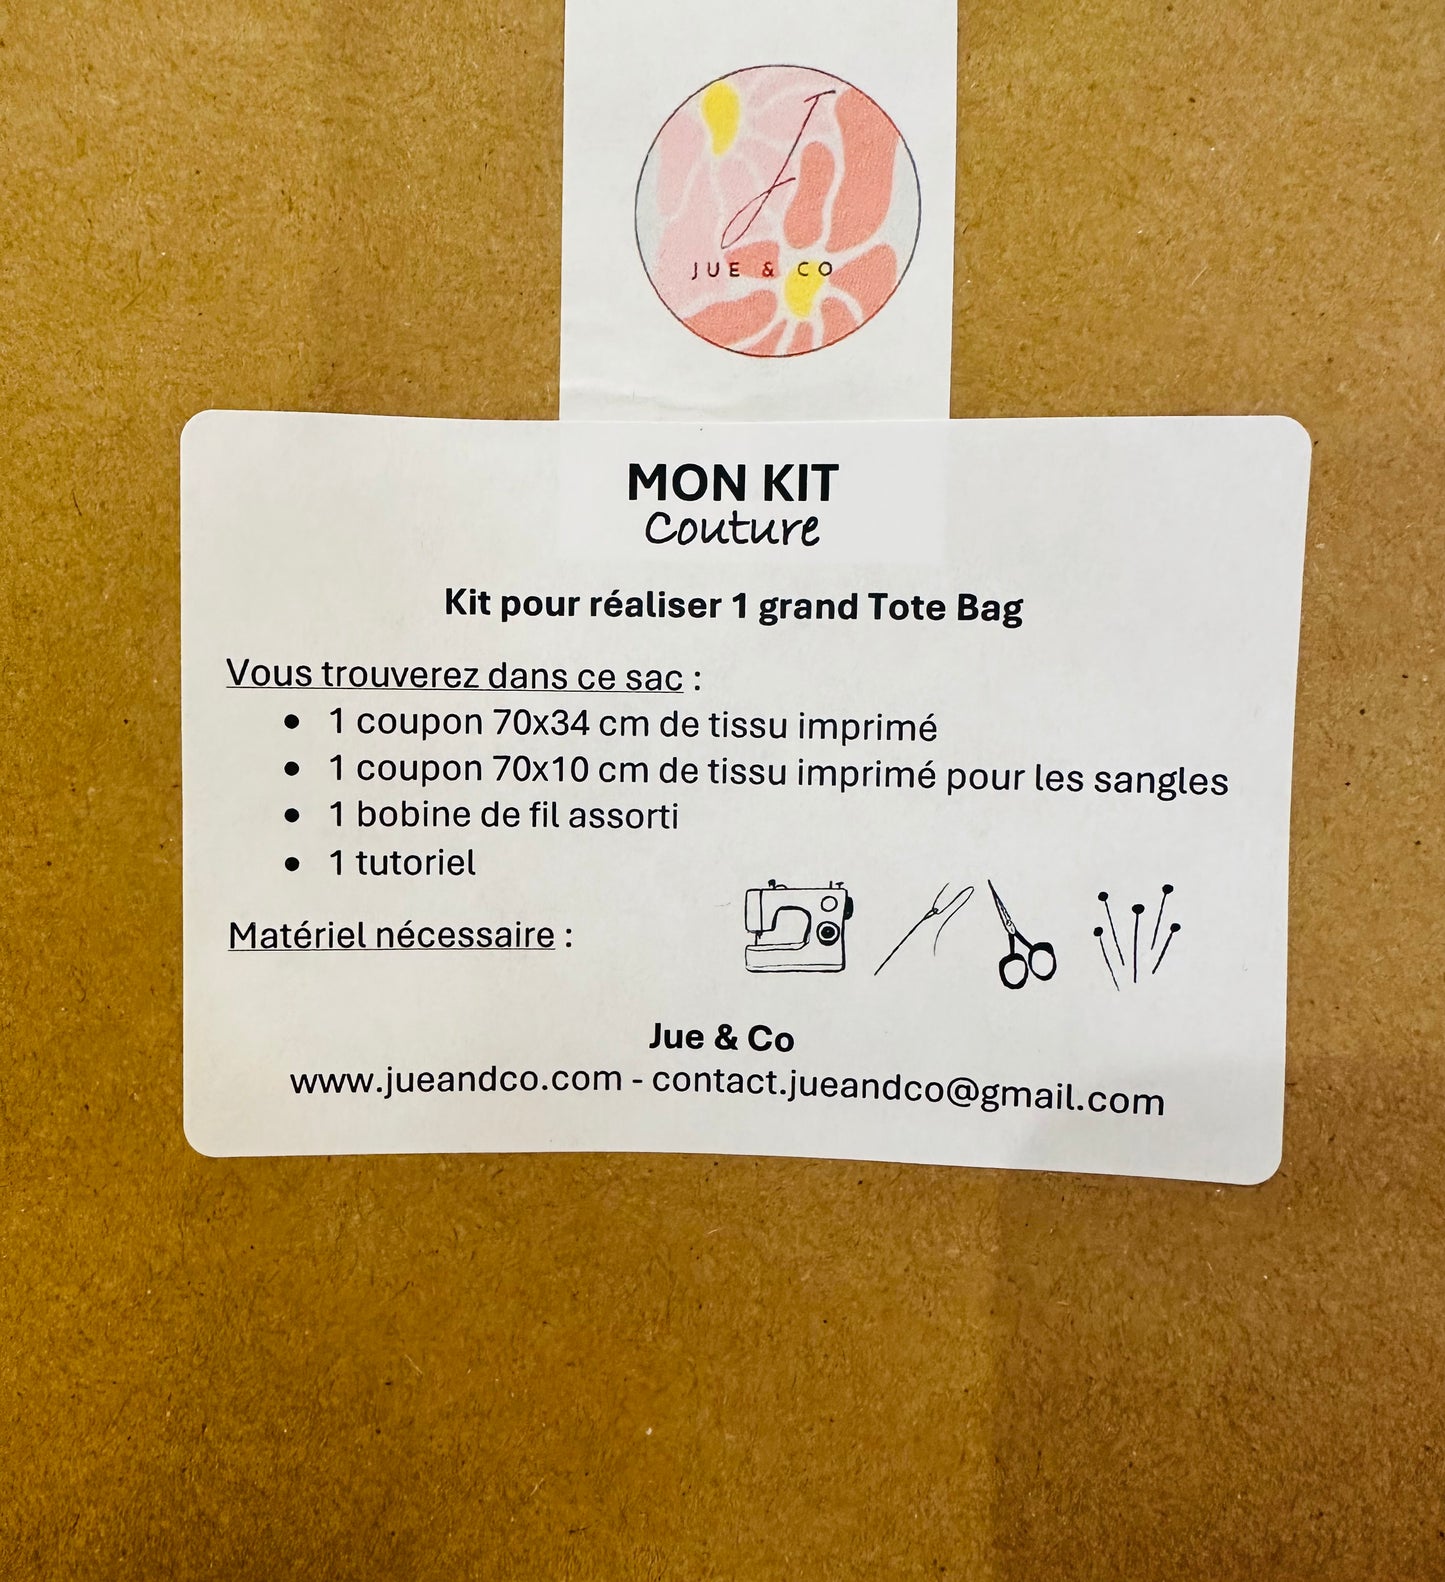 J
JUE & CO
MON KIT
Couture
Kit pour réaliser 1 grand Tote Bag
Vous trouverez dans ce sac :
• 1 coupon 70x34 cm de tissu imprimé
• 1 coupon 70x10 cm de tissu imprimé pour les sangles
• 1 bobine de fil assorti
• 1 tutoriel
Matériel nécessaire :
Jue & Co
www.jueandco.com - contact.jueandco@gmail.com